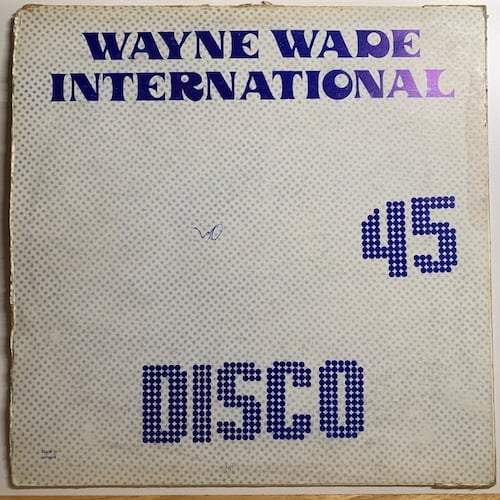 WAYNE WADE
INTERNATIONAL
45
DISCO